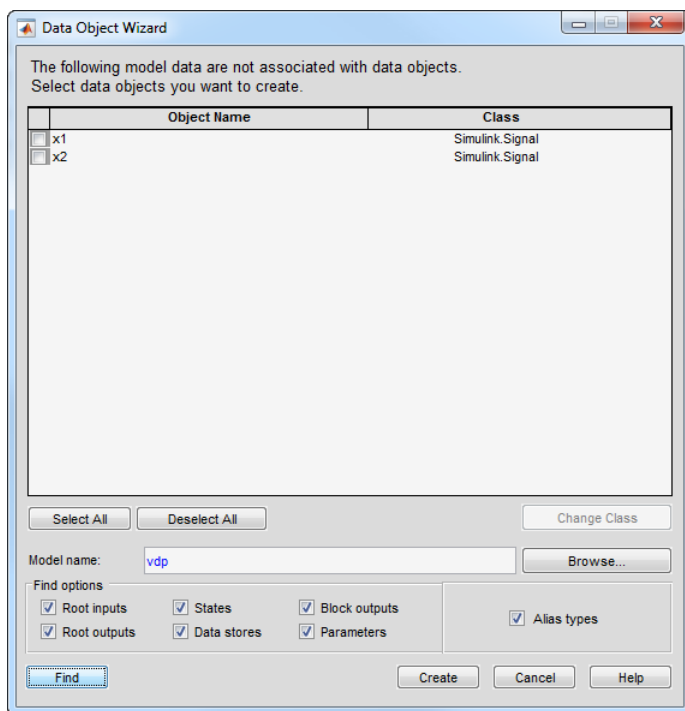 Data Object Wizard
The following model data are not associated with data objects.
Select data objects you want to create.
Object Name Class
x1 Simulink.Signal
x2 Simulink.Signal
Select All Deselect All Change Class
Model name: vdp Browse...
Find options
Root inputs States Block outputs Alias types
Root outputs Data stores Parameters
Find Create Cancel Help